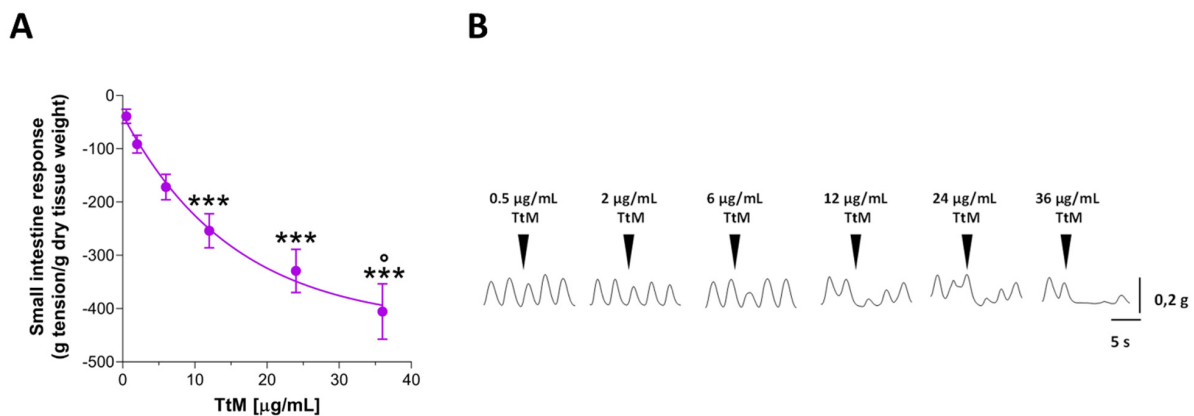 A
B
Small intestine response
(g tension/g dry tissue weight)
0
-100
-200
-300
-400
-500
***
***
°
***
0
10
20
30
40
TtM [µg/mL]
0.5 µg/mL
TtM
2 µg/mL
TtM
6 µg/mL
TtM
12 µg/mL
TtM
24 µg/mL
TtM
36 µg/mL
TtM
0,2 g
5 s